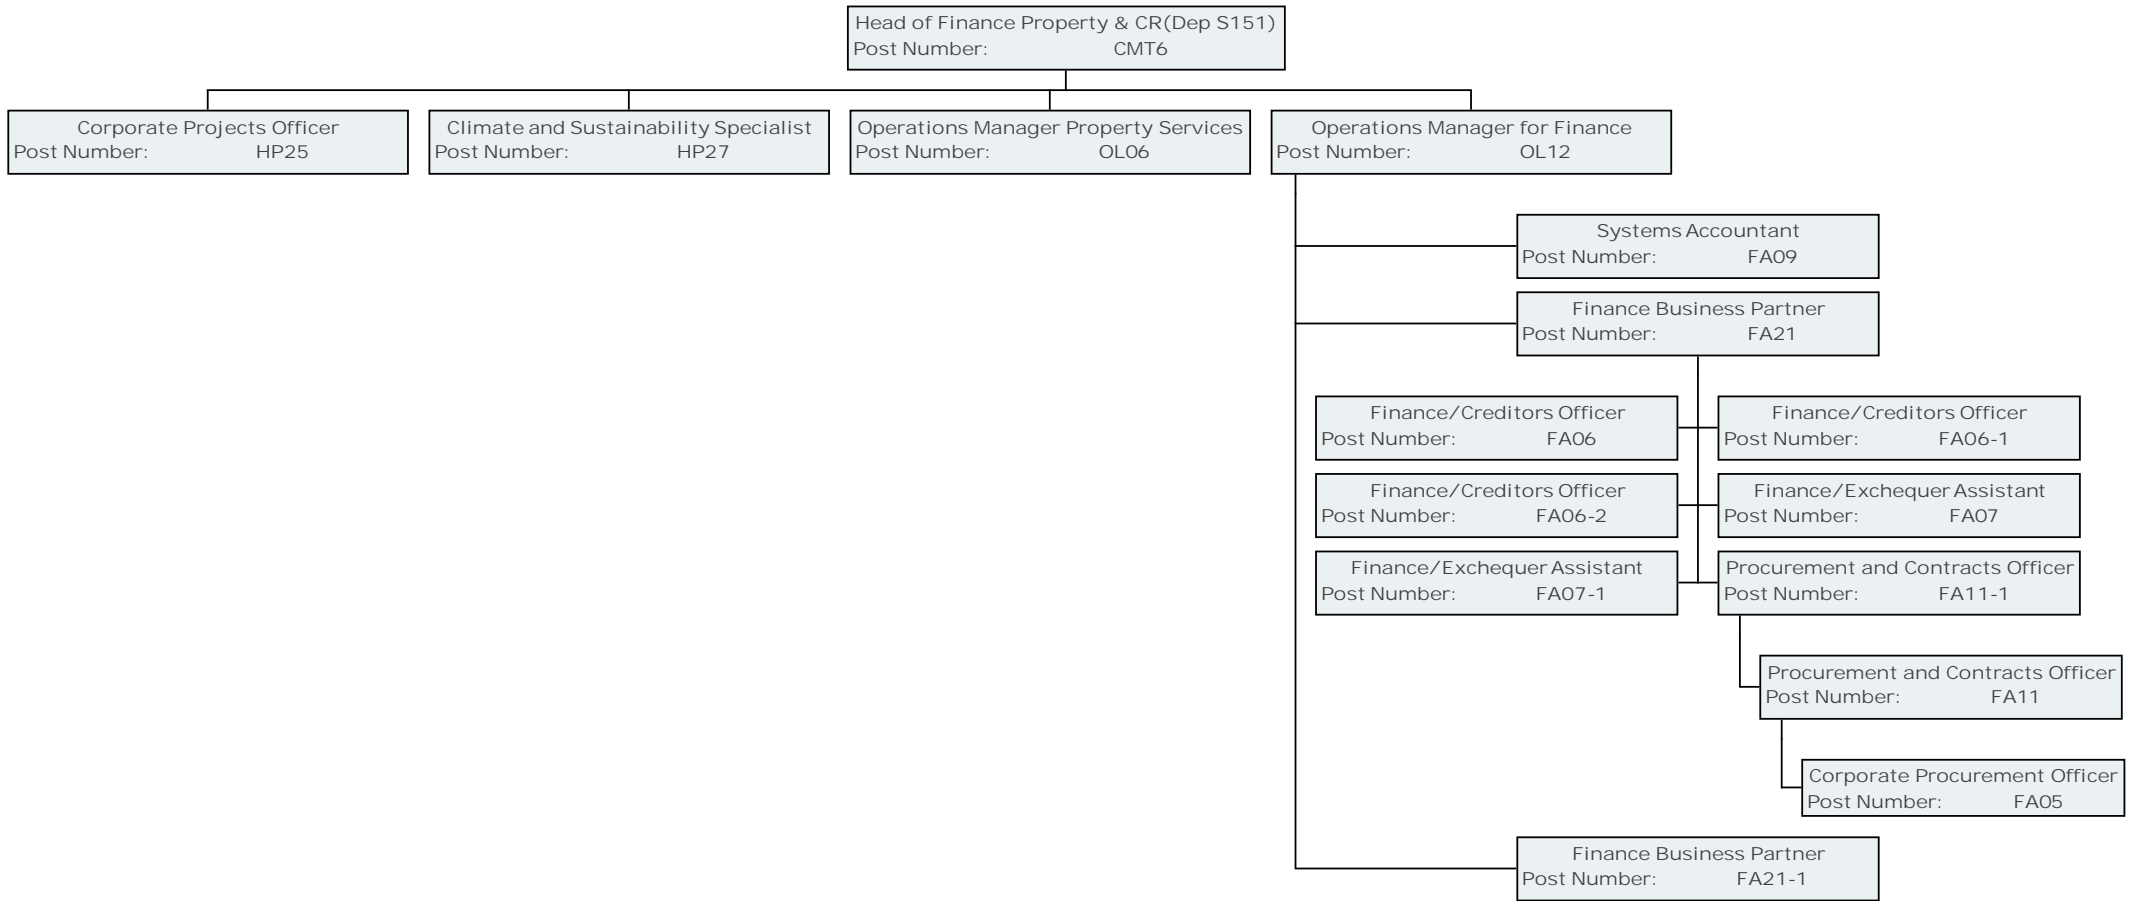 Head of Finance Property & CR(Dep S151)
Post Number: CMT6
Corporate Projects Officer
Post Number: HP25
Climate and Sustainability Specialist
Post Number: HP27
Operations Manager Property Services
Post Number: OL06
Operations Manager for Finance
Post Number: OL12
Systems Accountant
Post Number: FA09
Finance Business Partner
Post Number: FA21
Finance/Creditors Officer
Post Number: FA06
Finance/Creditors Officer
Post Number: FA06-1
Finance/Creditors Officer
Post Number: FA06-2
Finance/Exchequer Assistant
Post Number: FA07
Finance/Exchequer Assistant
Post Number: FA07-1
Procurement and Contracts Officer
Post Number: FA11-1
Procurement and Contracts Officer
Post Number: FA11
Corporate Procurement Officer
Post Number: FA05
Finance Business Partner
Post Number: FA21-1